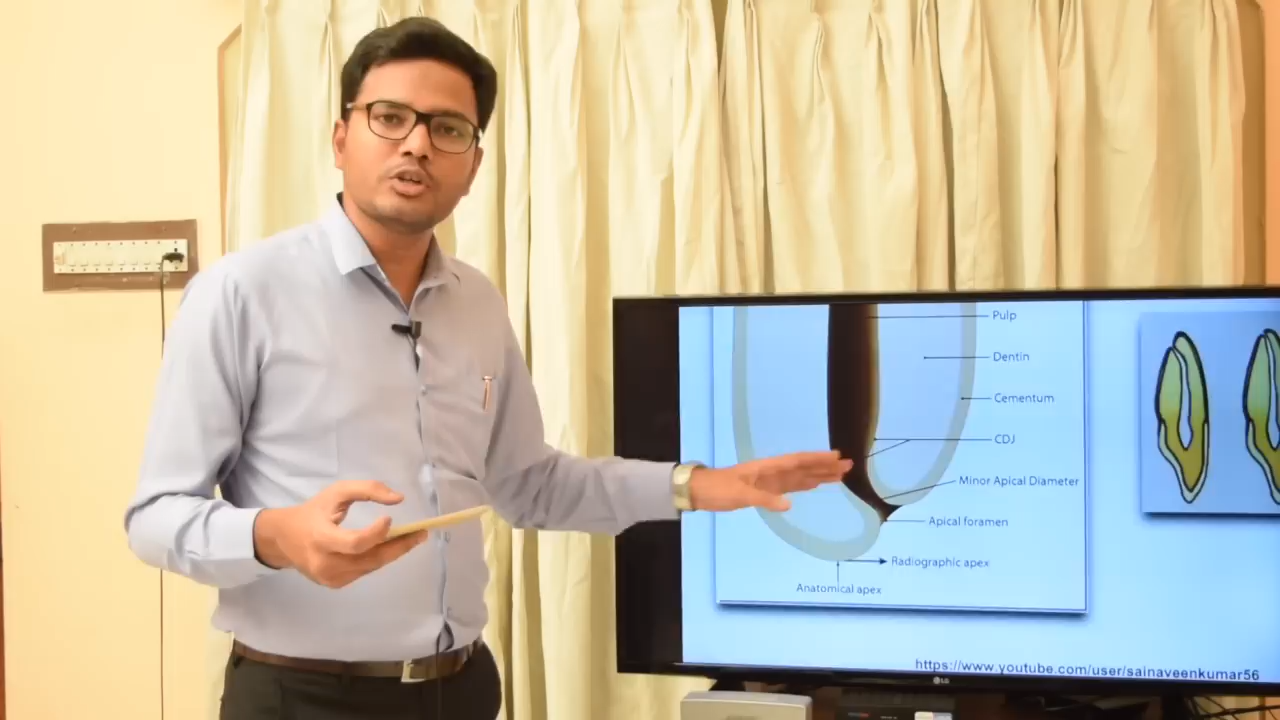 Pulp
Dentin
Cementum
CDJ
Minor Apical Diameter
Apical foramen
Radiographic apex
Anatomical apex
https://www.youtube.com/user/sainaveenkumar56
LG